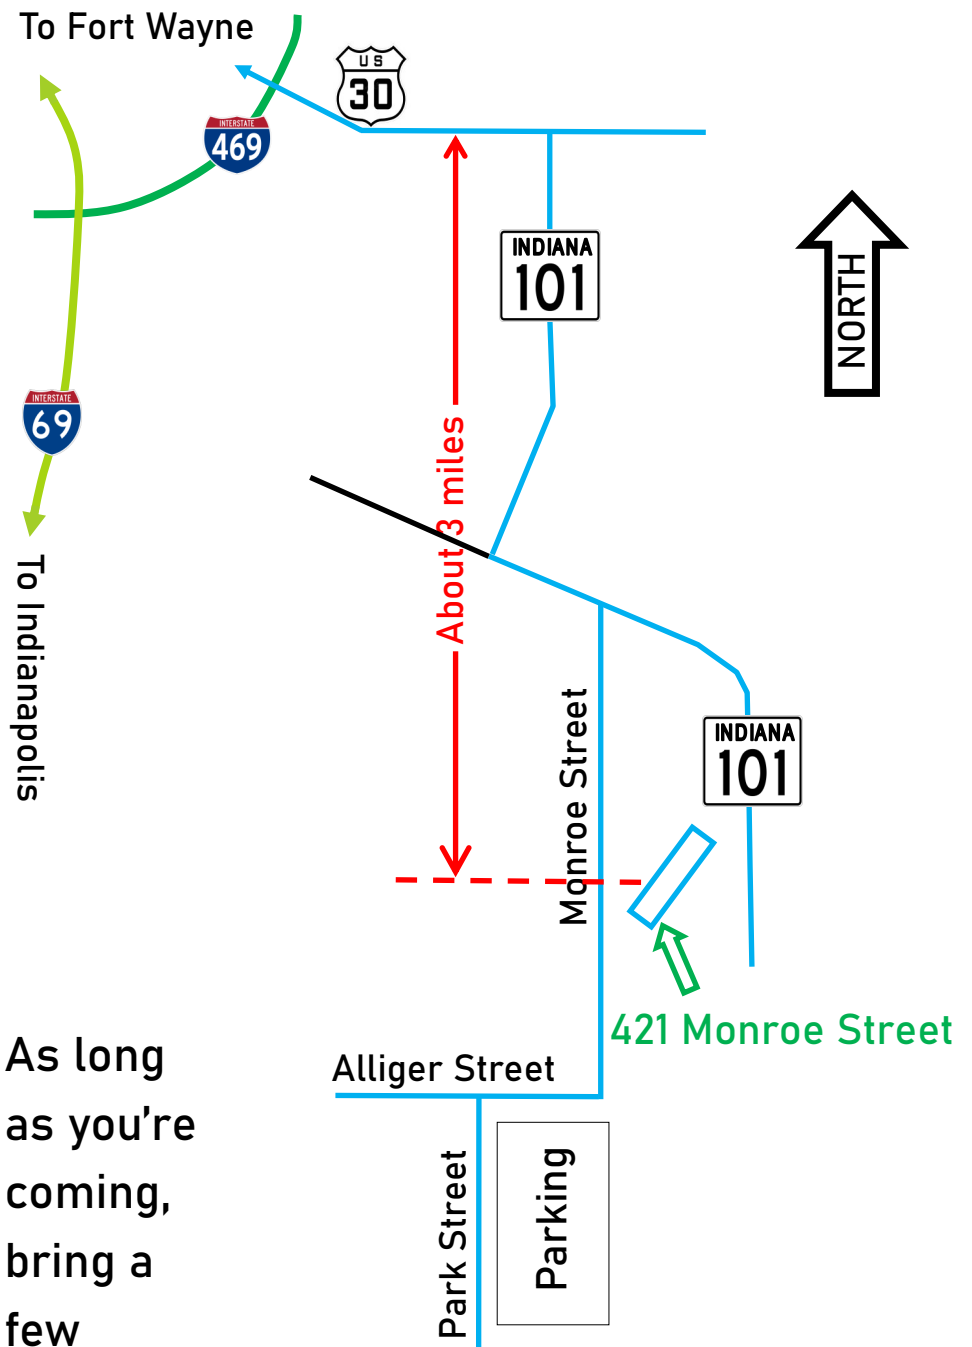 To Fort Wayne
US
30
INTERSTATE
469
INDIANA
101
NORTH
INTERSTATE
69
About 3 miles
To Indianapolis
Monroe Street
INDIANA
101
421 Monroe Street
Alliger Street
Park Street
Parking
As long
as you're
coming,
bring a
few